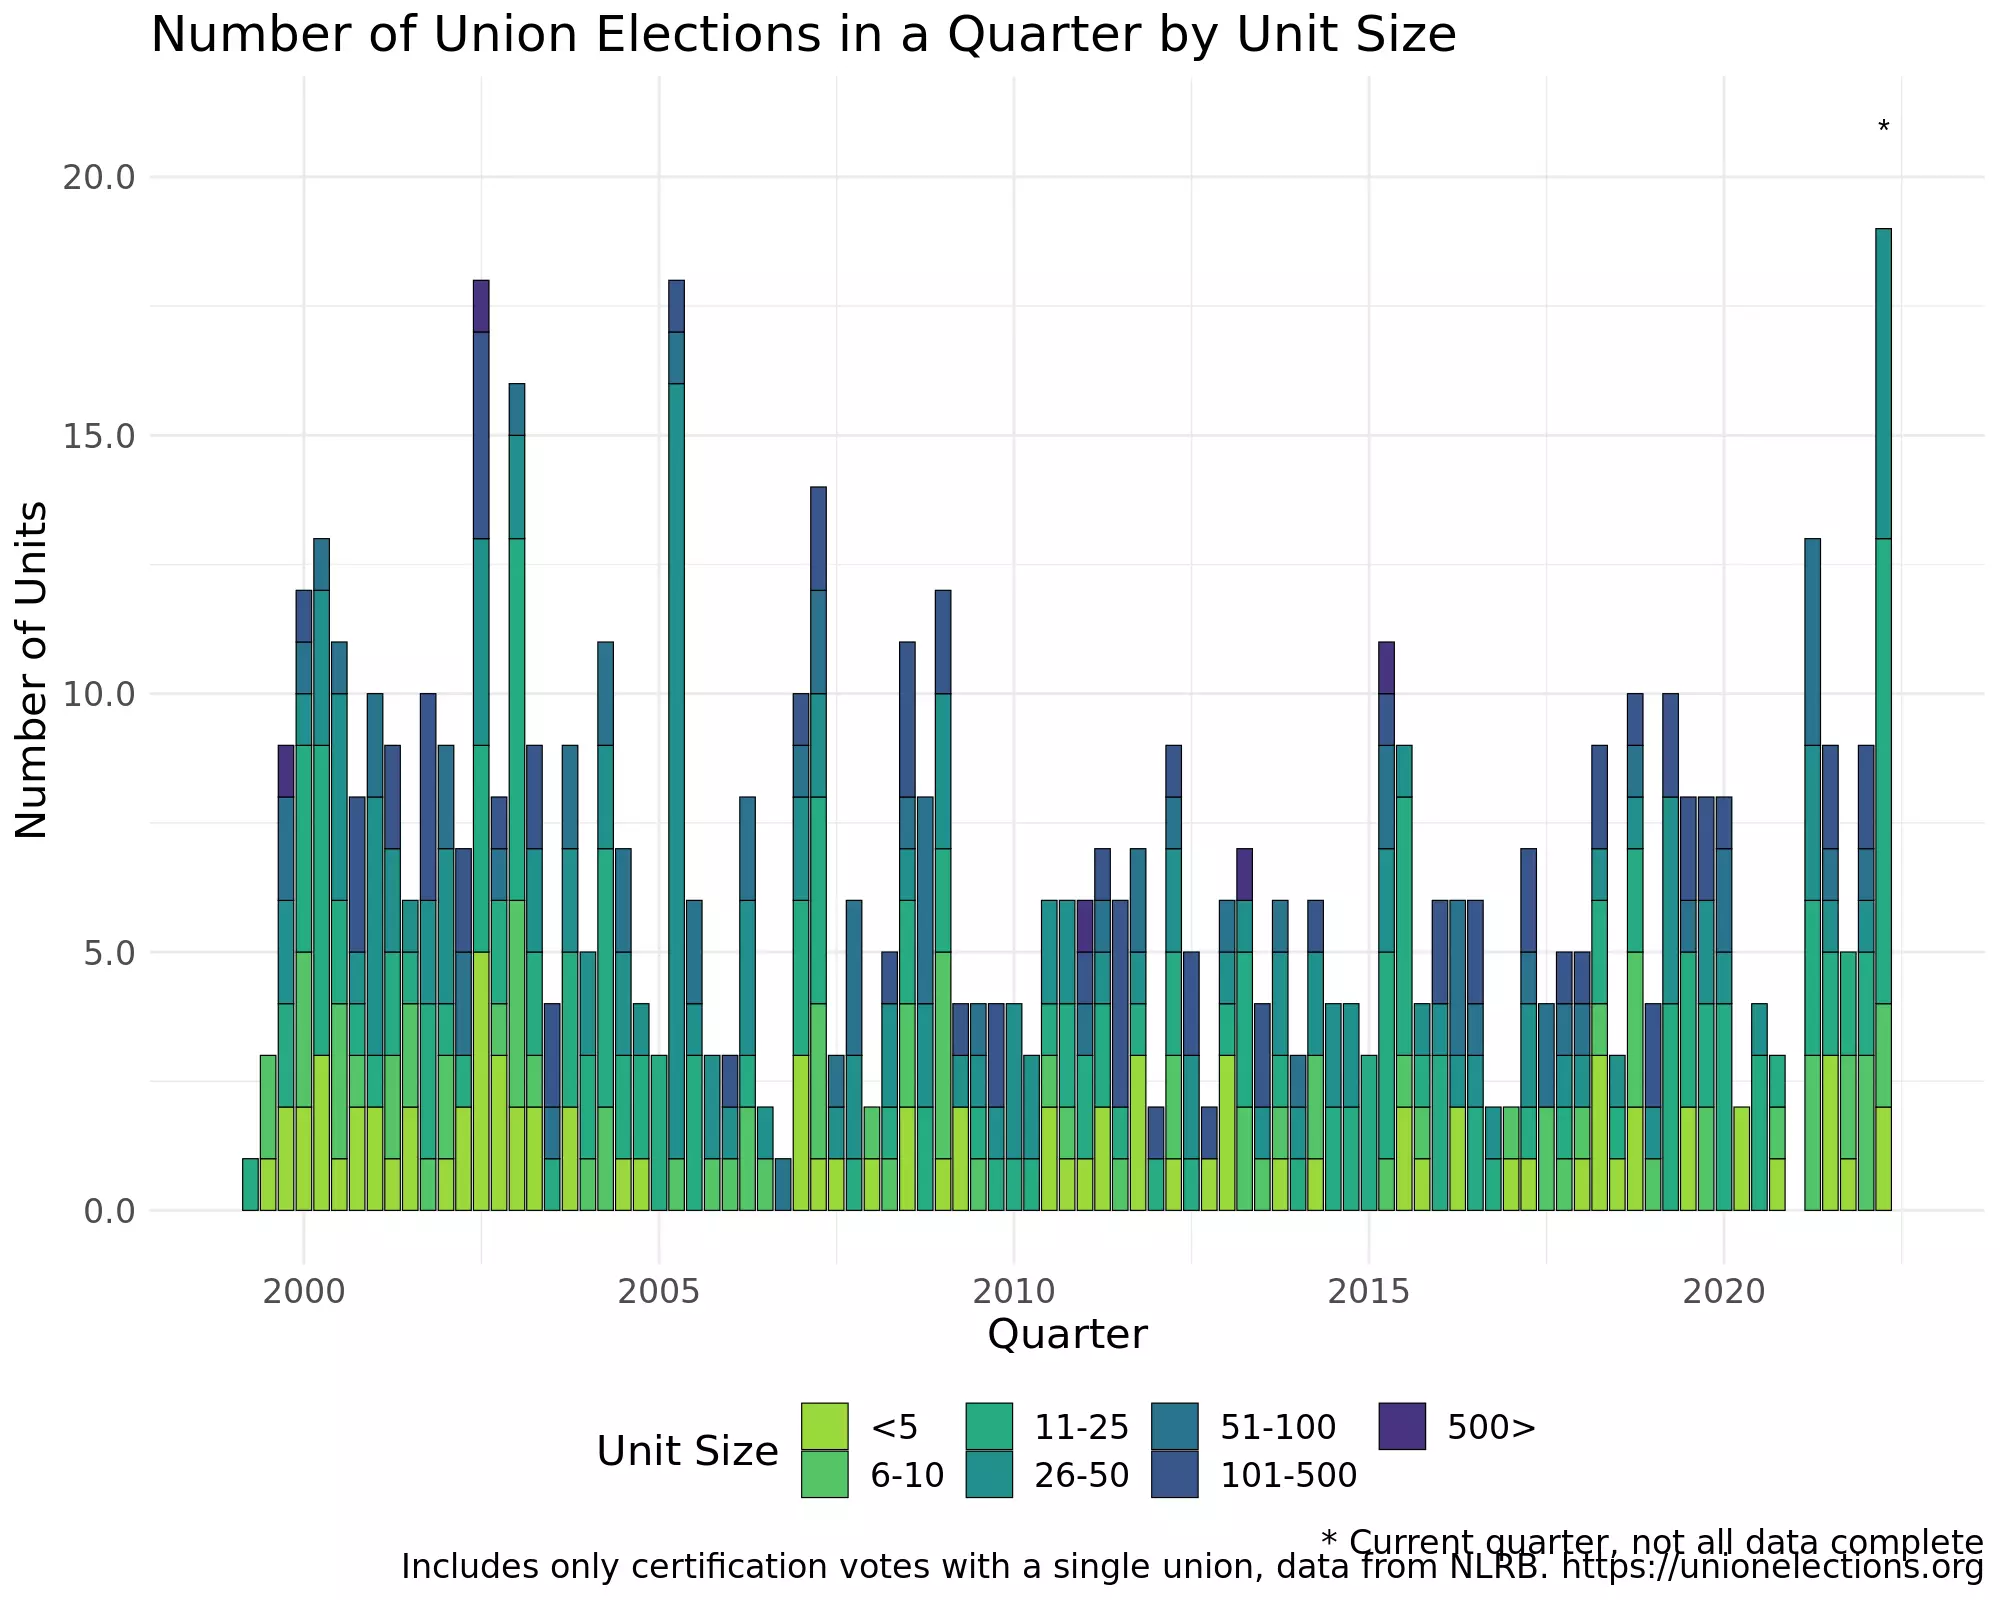 Number of Union Elections in a Quarter by Unit Size
*
20.0
15.0
10.0
5.0
0.0
Number of Units
2000 2005 2010 2015 2020
Quarter
Unit Size
<5 11-25 51-100 500>
6-10 26-50 101-500
* Current quarter, not all data complete
Includes only certification votes with a single union, data from NLRB. https://unionelections.org